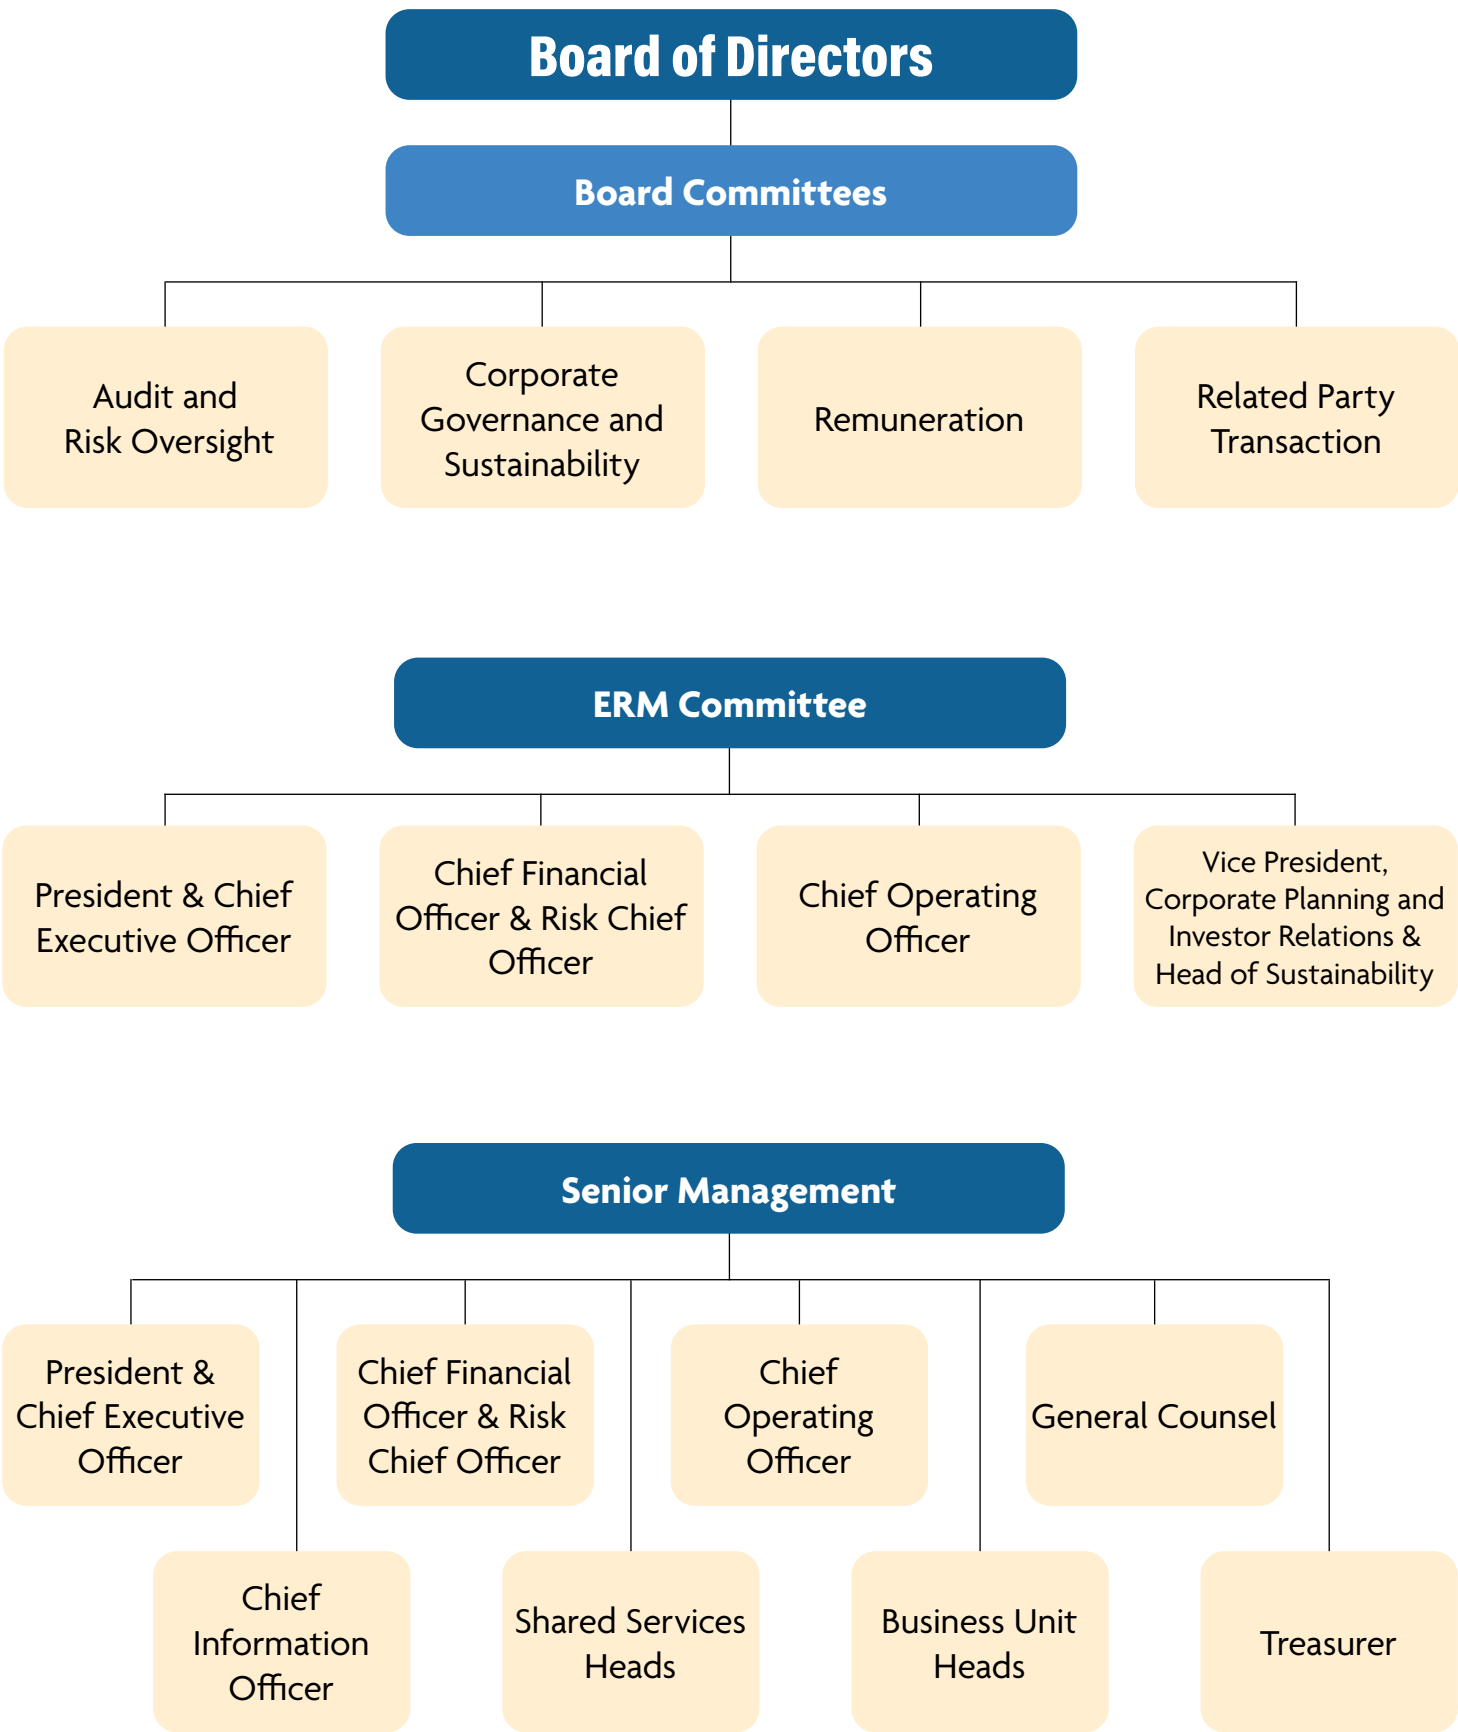 Board of Directors
Board Committees
Audit and
Risk Oversight
Corporate
Governance and
Sustainability
Remuneration
Related Party
Transaction
ERM Committee
President & Chief
Executive Officer
Chief Financial
Officer & Risk Chief
Officer
Chief Operating
Officer
Vice President,
Corporate Planning and
Investor Relations &
Head of Sustainability
Senior Management
President &
Chief Executive
Officer
Chief Financial
Officer & Risk
Chief Officer
Chief
Operating
Officer
General Counsel
Chief
Information
Officer
Shared Services
Heads
Business Unit
Heads
Treasurer